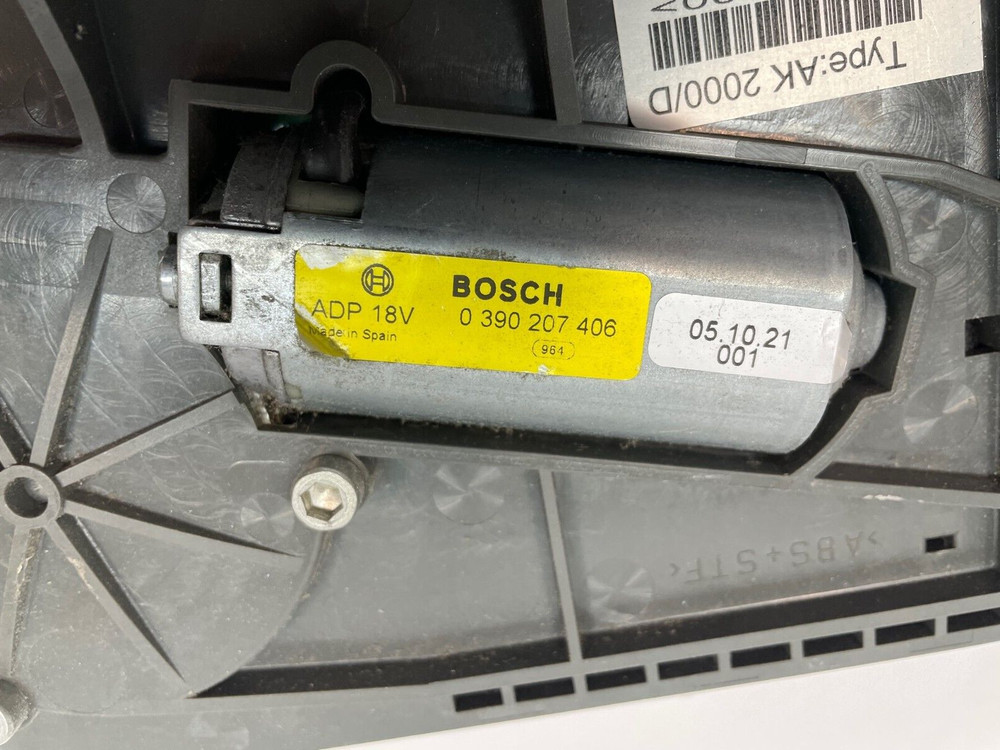 Type:AK 2000/D
BOSCH
ADP 18V
0 390 207 406
Made in Spain
964
05.10.21
001
>ABS+STF<